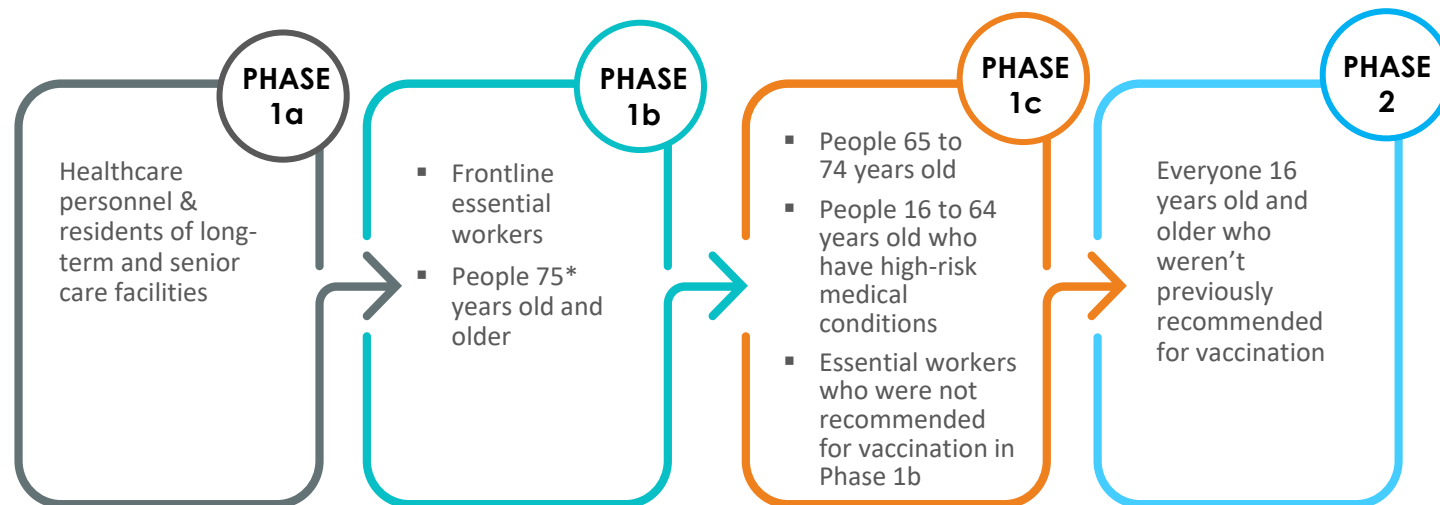 PHASE
1a
Healthcare
personnel &
residents of long-
term and senior
care facilities
PHASE
1b
▪ Frontline
essential
workers
▪ People 75*
years old and
older
PHASE
1c
▪ People 65 to
74 years old
▪ People 16 to 64
years old who
have high-risk
medical
conditions
▪ Essential workers
who were not
recommended
for vaccination in
Phase 1b
PHASE
2
Everyone 16
years old and
older who
weren’t
previously
recommended
for vaccination